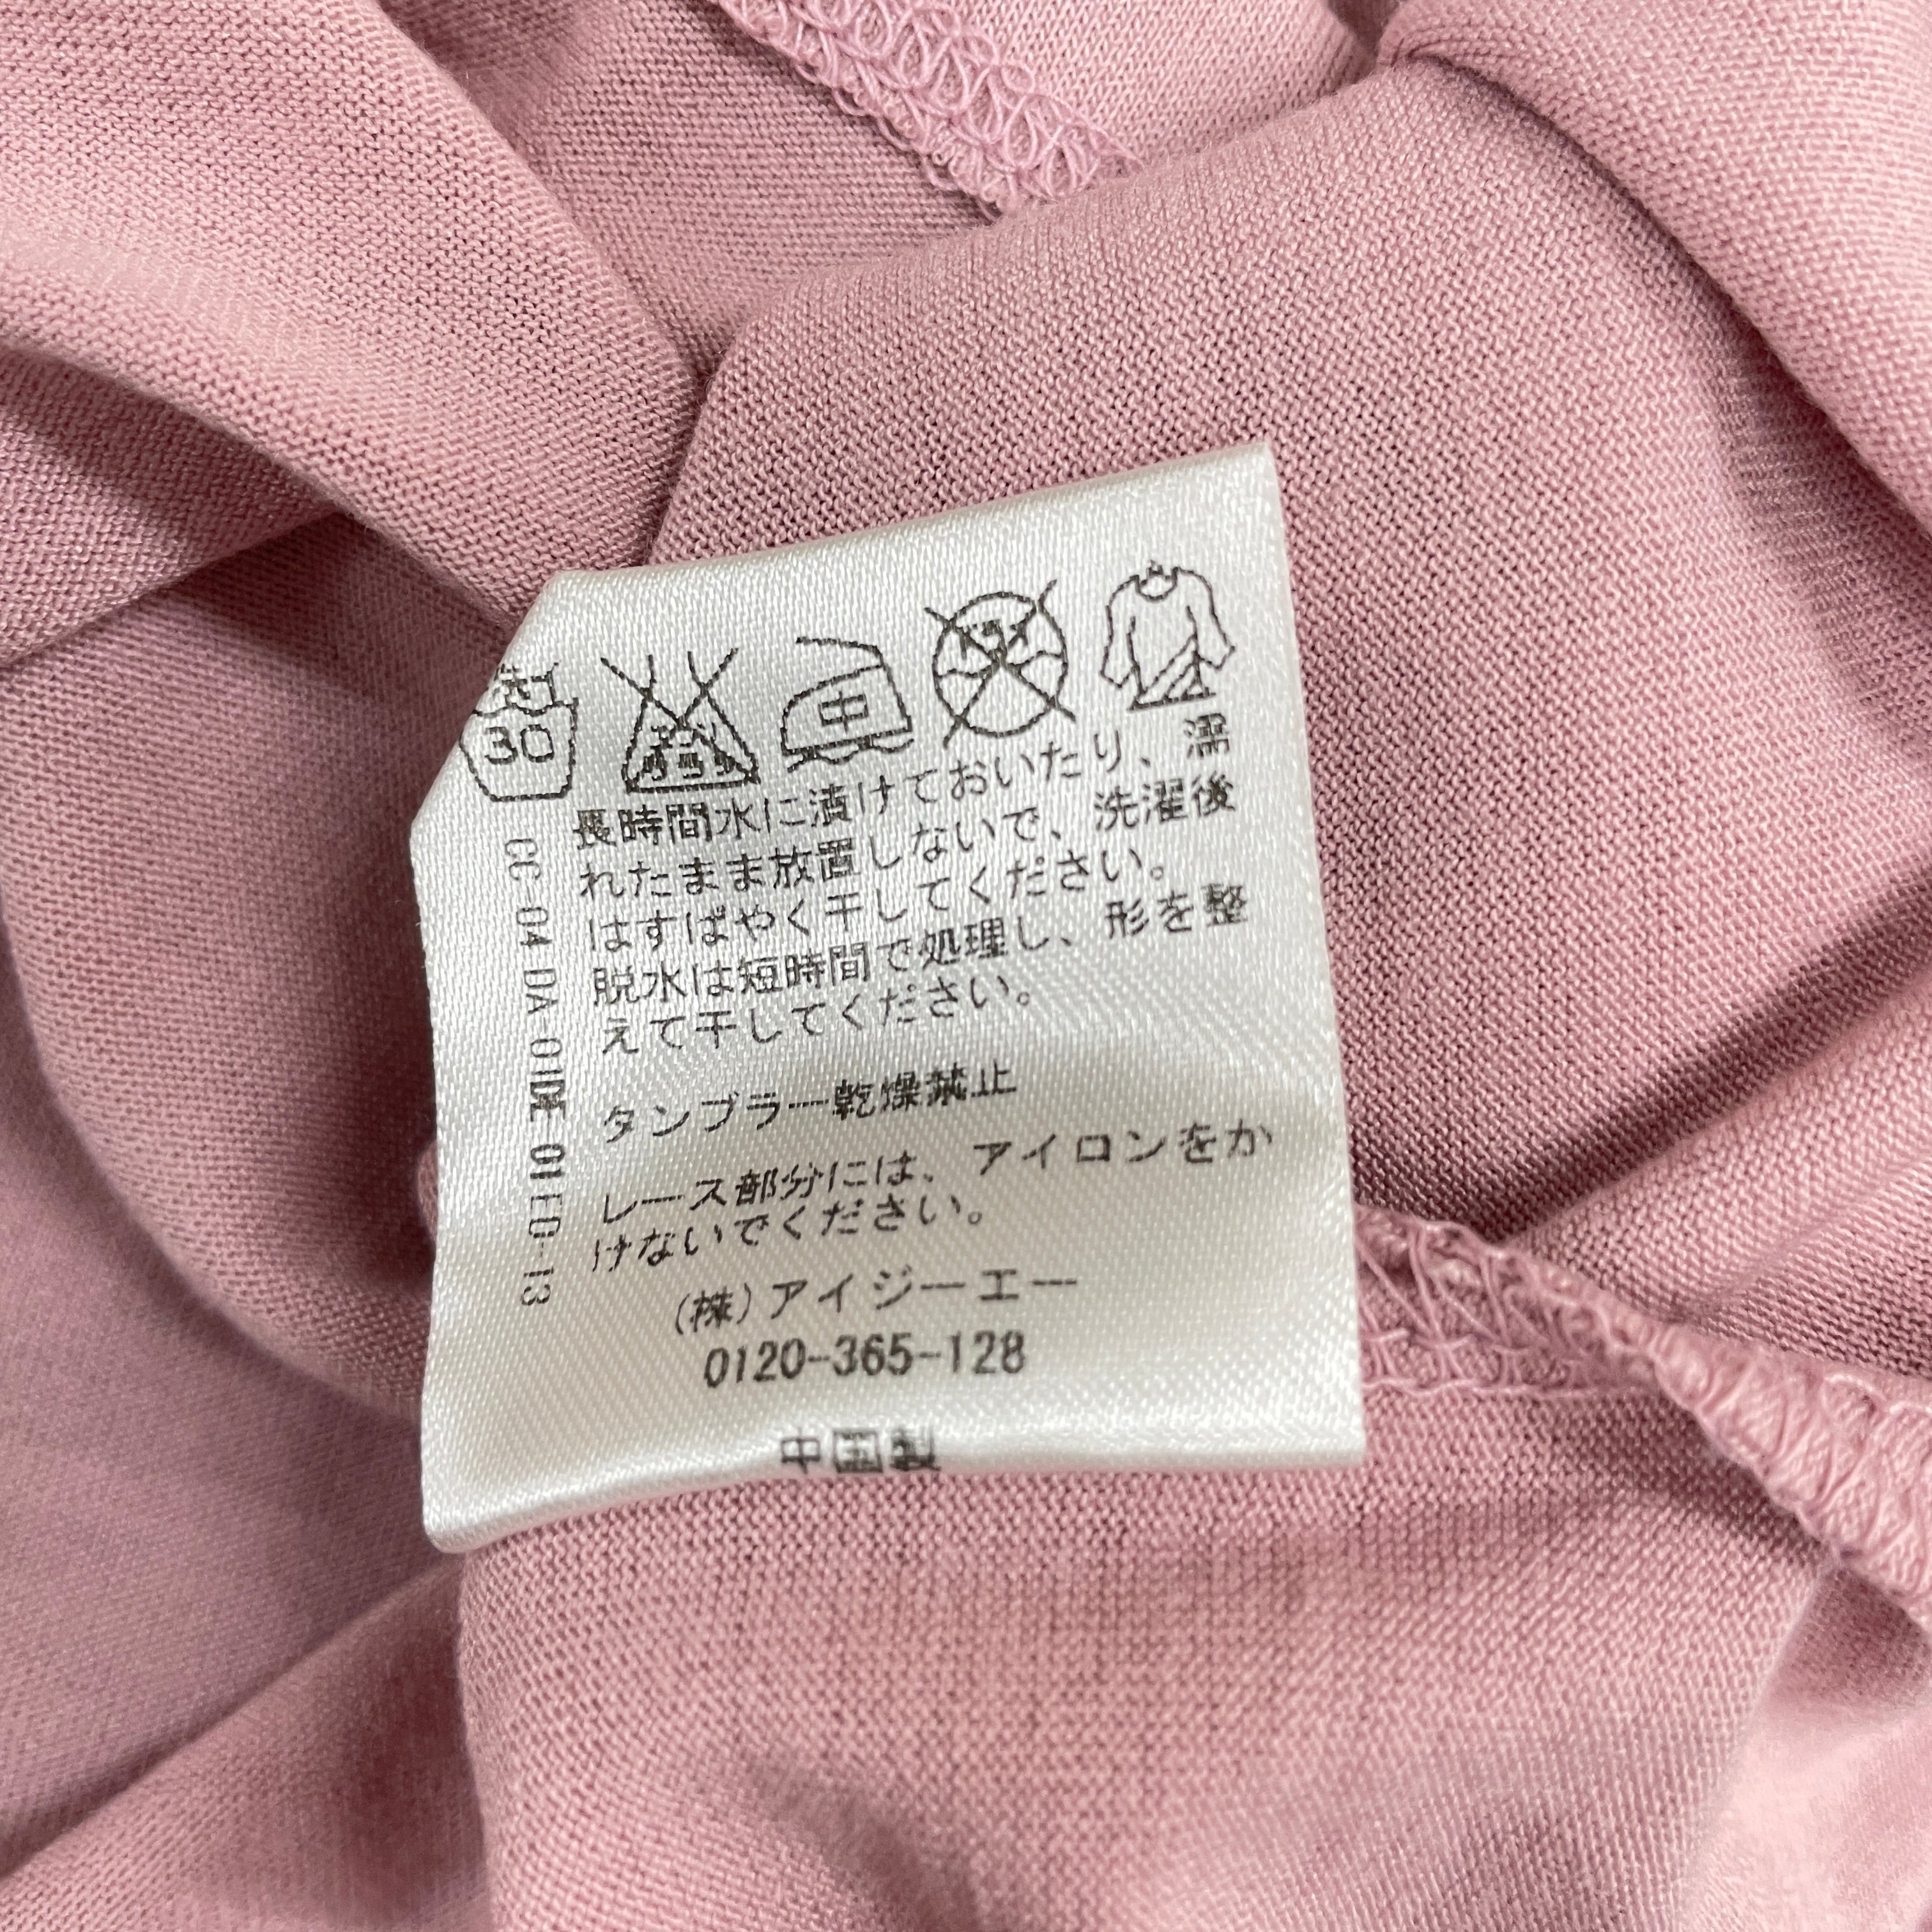 30
中
長時間水に漬けておいたり、濡
れたまま放置しないで、洗濯後
はすばやく干してください。
脱水は短時間で処理し、形を整
えて干してください。
タンブラー乾燥禁止
レース部分には、アイロンをか
けないでください。
(株)アイジーエー
0120-365-128
中国製
CC-04 DA-01DE-01ED-13